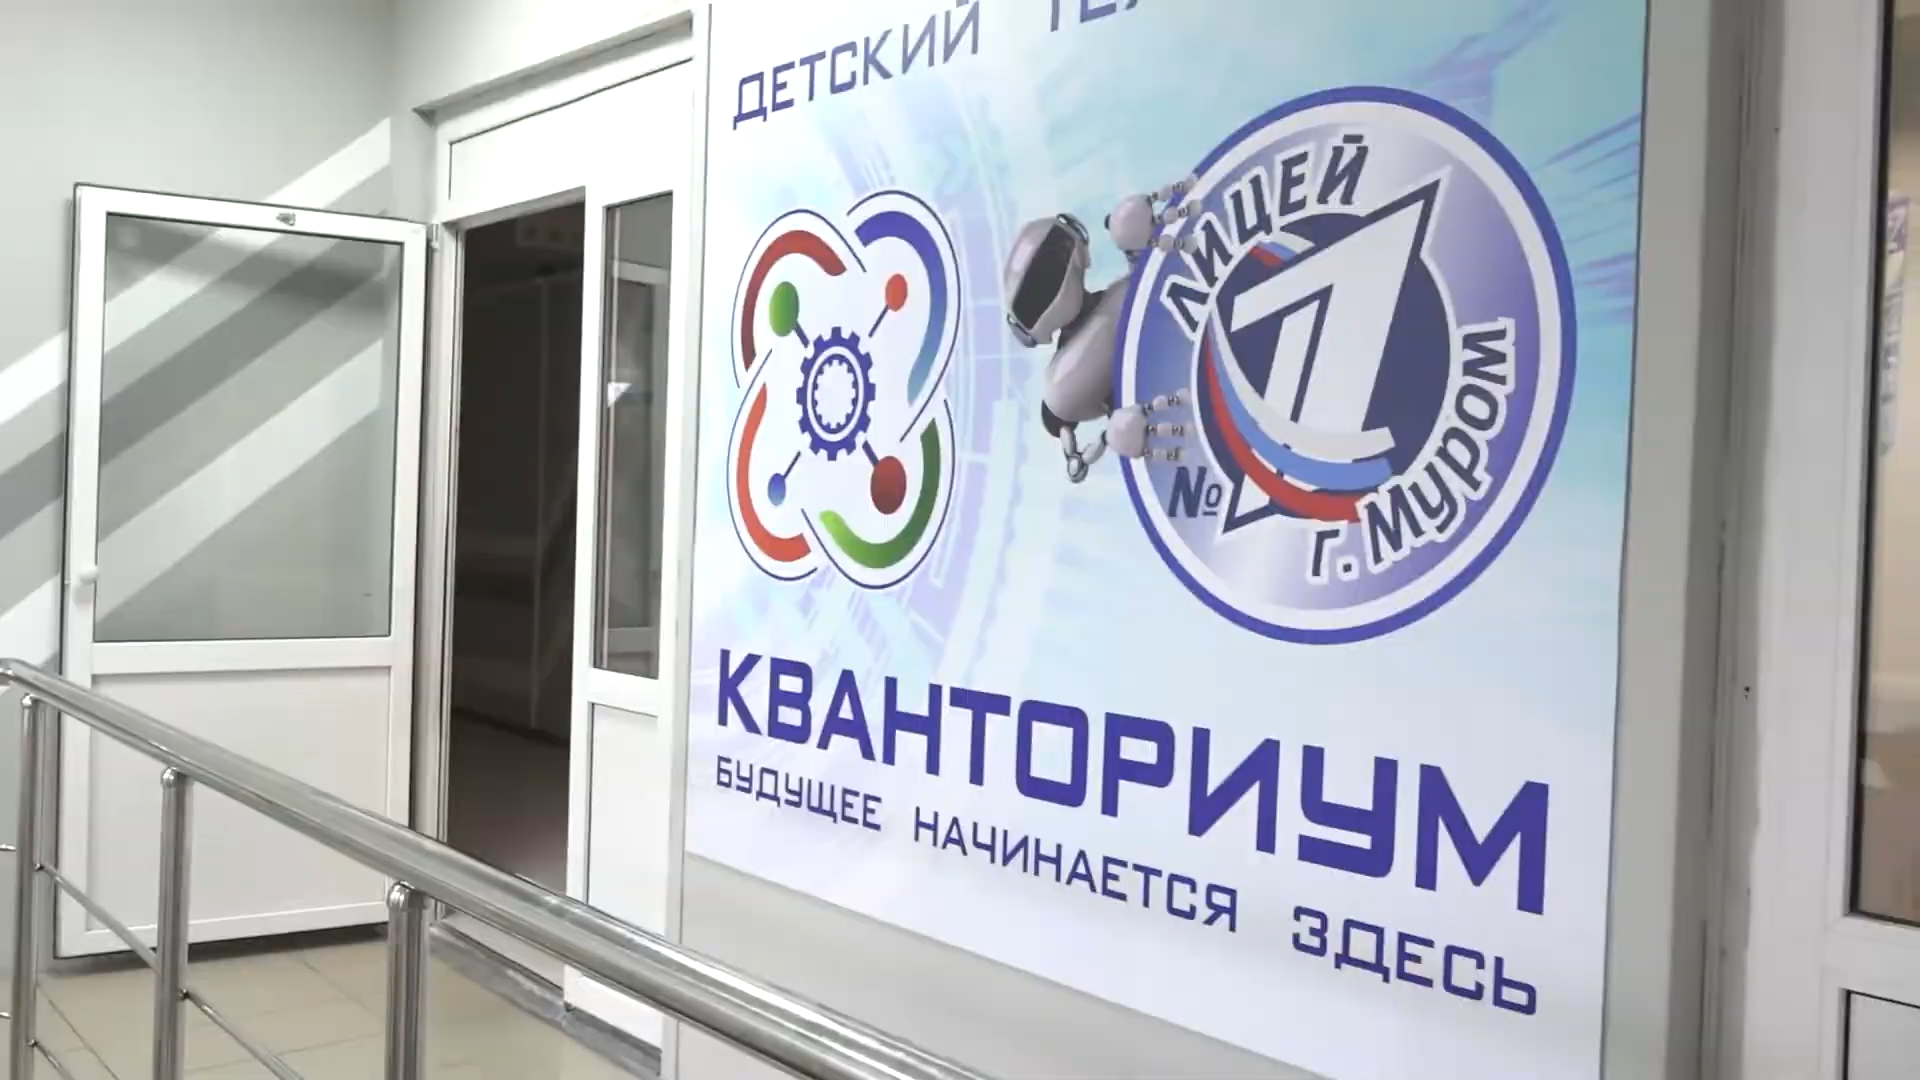 ДЕТСКИЙ
ЛИЦЕЙ
№ 1
г. Муром
КВАНТОРИУМ
БУДУЩЕЕ НАЧИНАЕТСЯ ЗДЕСЬ